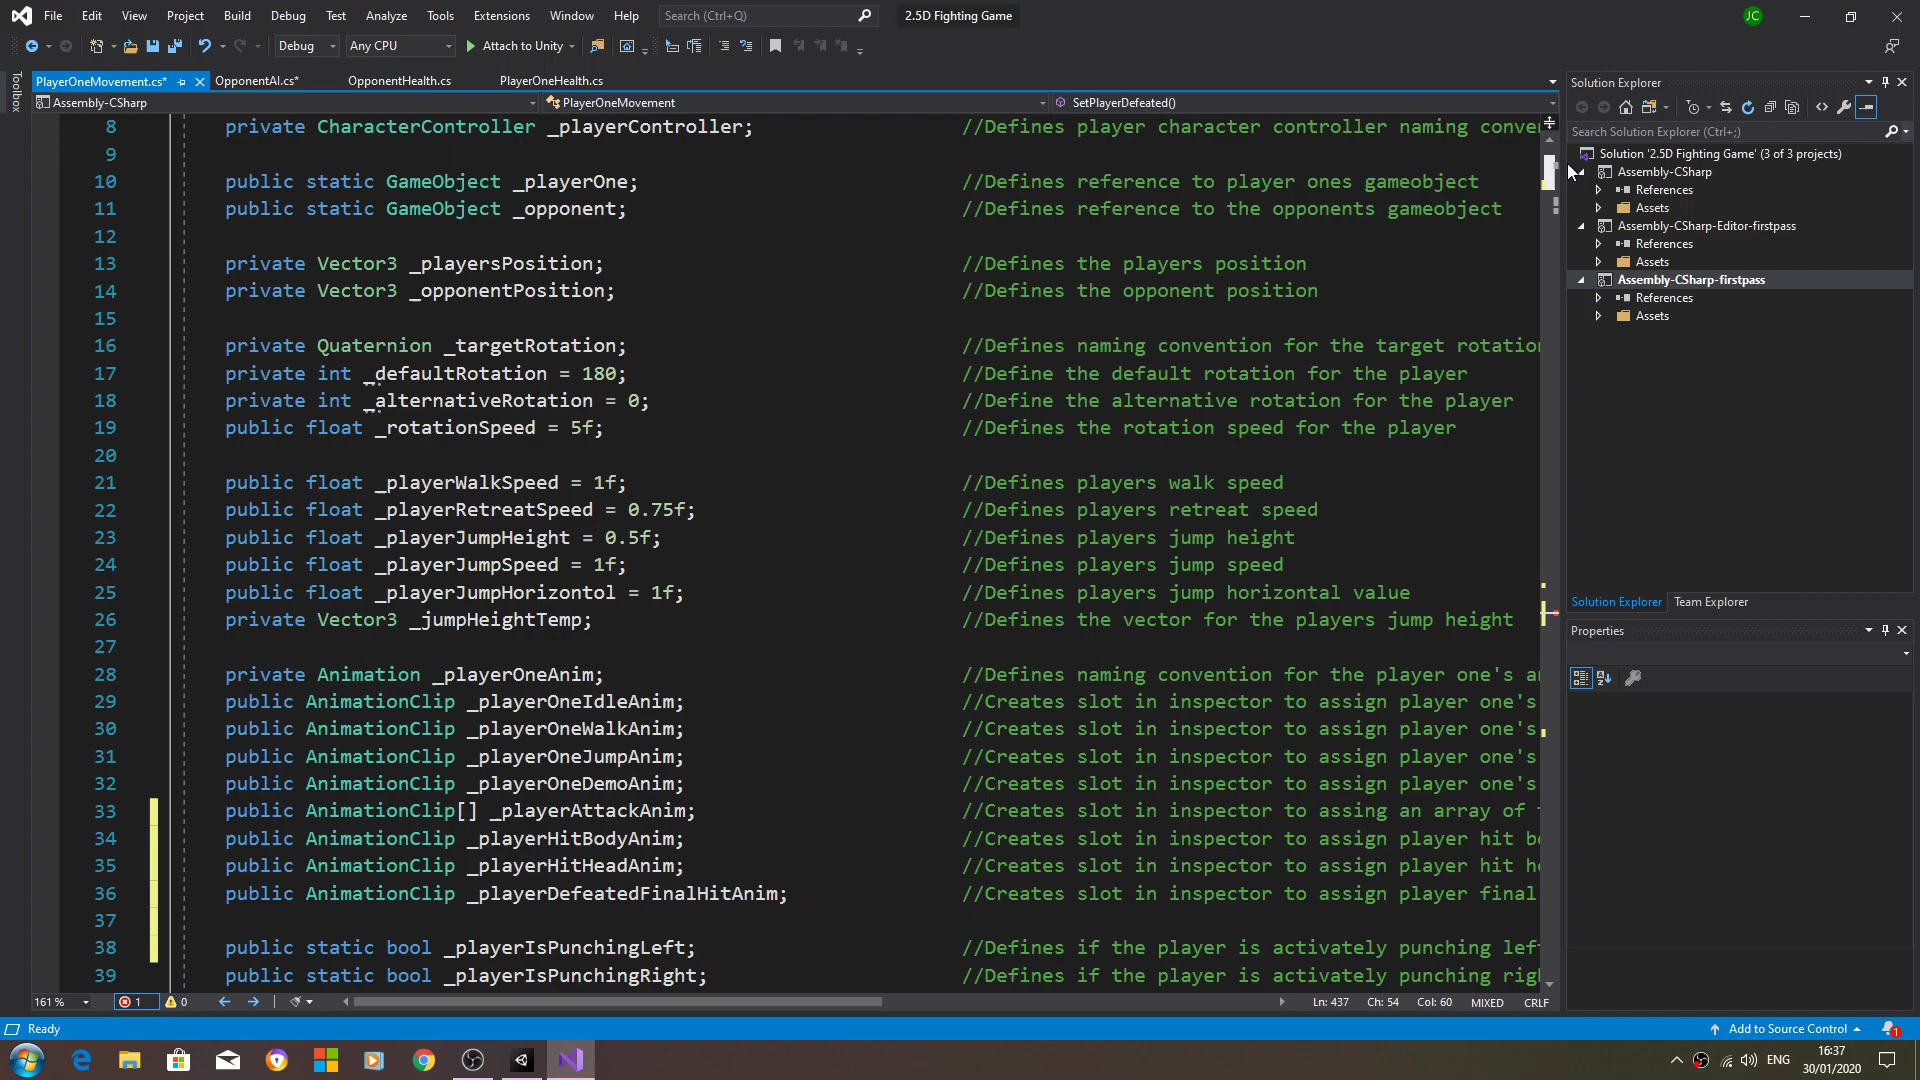 File Edit View Project Build Debug Test Analyze Tools Extensions Window Help Search (Ctrl+Q) 2.5D Fighting Game JC
Debug Any CPU Attach to Unity
Toolbox
PlayerOneMovement.cs* OpponentAI.cs* OpponentHealth.cs PlayerOneHealth.cs
Assembly-CSharp PlayerOneMovement SetPlayerDefeated()
8 private CharacterController _playerController; //Defines player character controller naming conve
9
10 public static GameObject _playerOne; //Defines reference to player ones gameobject
11 public static GameObject _opponent; //Defines reference to the opponents gameobject
12
13 private Vector3 _playersPosition; //Defines the players position
14 private Vector3 _opponentPosition; //Defines the opponent position
15
16 private Quaternion _targetRotation; //Defines naming convention for the target rotation
17 private int _defaultRotation = 180; //Define the default rotation for the player
18 private int _alternativeRotation = 0; //Define the alternative rotation for the player
19 public float _rotationSpeed = 5f; //Defines the rotation speed for the player
20
21 public float _playerWalkSpeed = 1f; //Defines players walk speed
22 public float _playerRetreatSpeed = 0.75f; //Defines players retreat speed
23 public float _playerJumpHeight = 0.5f; //Defines players jump height
24 public float _playerJumpSpeed = 1f; //Defines players jump speed
25 public float _playerJumpHorizontol = 1f; //Defines players jump horizontal value
26 private Vector3 _jumpHeightTemp; //Defines the vector for the players jump height
27
28 private Animation _playerOneAnim; //Defines naming convention for the player one's a
29 public AnimationClip _playerOneIdleAnim; //Creates slot in inspector to assign player one's
30 public AnimationClip _playerOneWalkAnim; //Creates slot in inspector to assign player one's
31 public AnimationClip _playerOneJumpAnim; //Creates slot in inspector to assign player one's
32 public AnimationClip _playerOneDemoAnim; //Creates slot in inspector to assign player one's
33 public AnimationClip[] _playerAttackAnim; //Creates slot in inspector to assing an array of
34 public AnimationClip _playerHitBodyAnim; //Creates slot in inspector to assign player hit b
35 public AnimationClip _playerHitHeadAnim; //Creates slot in inspector to assign player hit h
36 public AnimationClip _playerDefeatedFinalHitAnim; //Creates slot in inspector to assign player final
37
38 public static bool _playerIsPunchingLeft; //Defines if the player is activately punching lef
39 public static bool _playerIsPunchingRight; //Defines if the player is activately punching rig
161 % 1 0 Ln: 437 Ch: 54 Col: 60 MIXED CRLF
Solution Explorer
Search Solution Explorer (Ctrl+;)
Solution '2.5D Fighting Game' (3 of 3 projects)
Assembly-CSharp
References
Assets
Assembly-CSharp-Editor-firstpass
References
Assets
Assembly-CSharp-firstpass
References
Assets
Solution Explorer Team Explorer
Properties
Ready Add to Source Control 1
ENG 16:37
30/01/2020